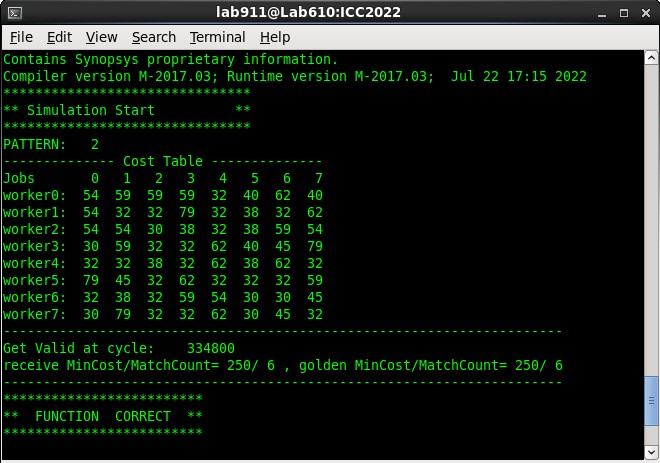 lab911@Lab610:ICC2022
File Edit View Search Terminal Help
Contains Synopsys proprietary information.
Compiler version M-2017.03; Runtime version M-2017.03;  Jul 22 17:15 2022
*******************************
** Simulation Start          **
*******************************
PATTERN:   2
-------------- Cost Table --------------
Jobs       0   1   2   3   4   5   6   7
worker0:  54  59  59  59  32  40  62  40
worker1:  54  32  32  79  32  38  32  62
worker2:  54  54  30  38  32  38  59  54
worker3:  30  59  32  32  62  40  45  79
worker4:  32  32  38  32  62  38  62  32
worker5:  79  45  32  62  32  32  32  59
worker6:  32  38  32  59  54  30  30  45
worker7:  30  79  32  32  62  30  45  32
----------------------------------------------------------------------
Get Valid at cycle:    334800
receive MinCost/MatchCount= 250/ 6 , golden MinCost/MatchCount= 250/ 6
----------------------------------------------------------------------
*************************
**  FUNCTION  CORRECT  **
*************************